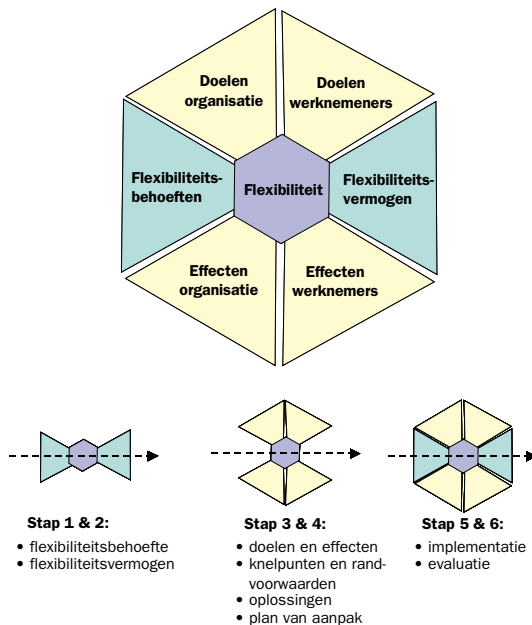 Doelen
organisatie
Doelen
werknemeners
Flexibiliteits-
behoeften
Flexibiliteit
Flexibiliteits-
vermogen
Effecten
organisatie
Effecten
werknemers
Stap 1 & 2:
• flexibiliteitsbehoefte
• flexibiliteitsvermogen
Stap 3 & 4:
• doelen en effecten
• knelpunten en rand-
voorwaarden
• oplossingen
• plan van aanpak
Stap 5 & 6:
• implementatie
• evaluatie